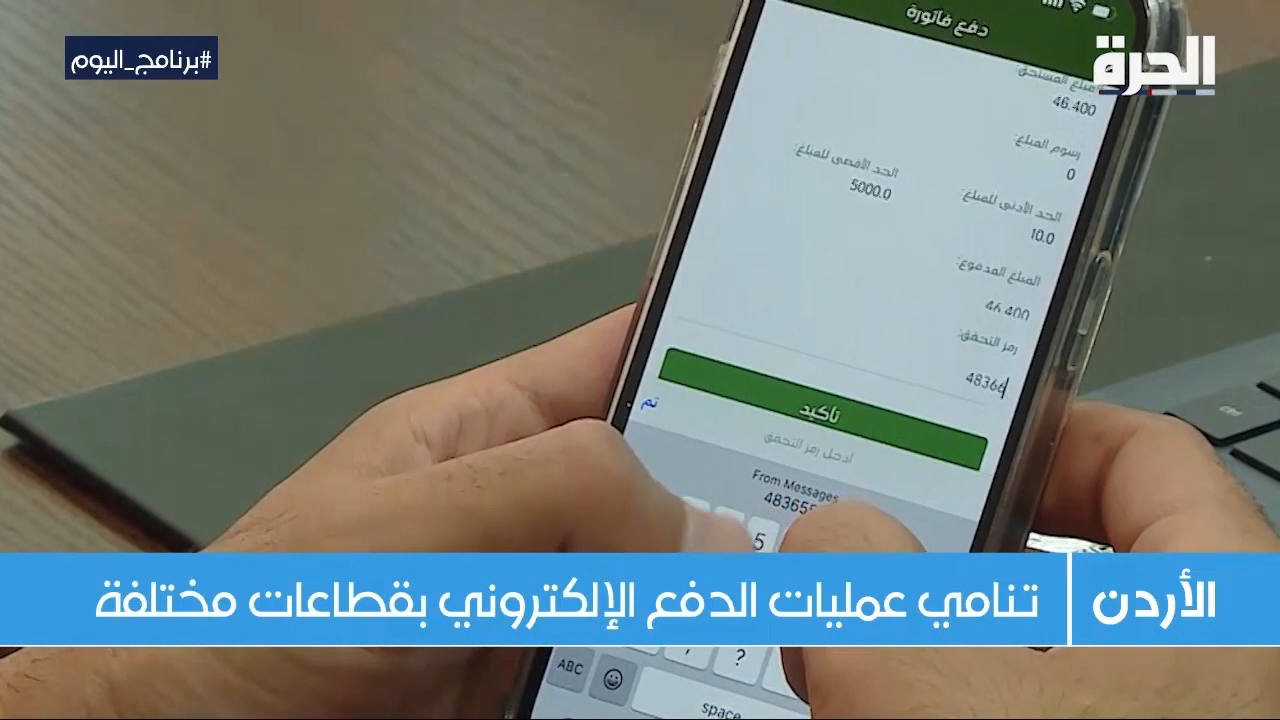 #برنامج_اليوم
الحرة
دفع فاتورة
المبلغ المستحق:
46.400
رسوم المبلغ:
0
الحد الأدنى للمبلغ:
10.0
الحد الأقصى للمبلغ:
5000.0
المبلغ المدفوع:
46.400
رمز التحقق:
48366
تأكيد
تم
ادخل رمز التحقق
From Messages
5
?
ABC
space
الأردن
تنامي عمليات الدفع الإلكتروني بقطاعات مختلفة